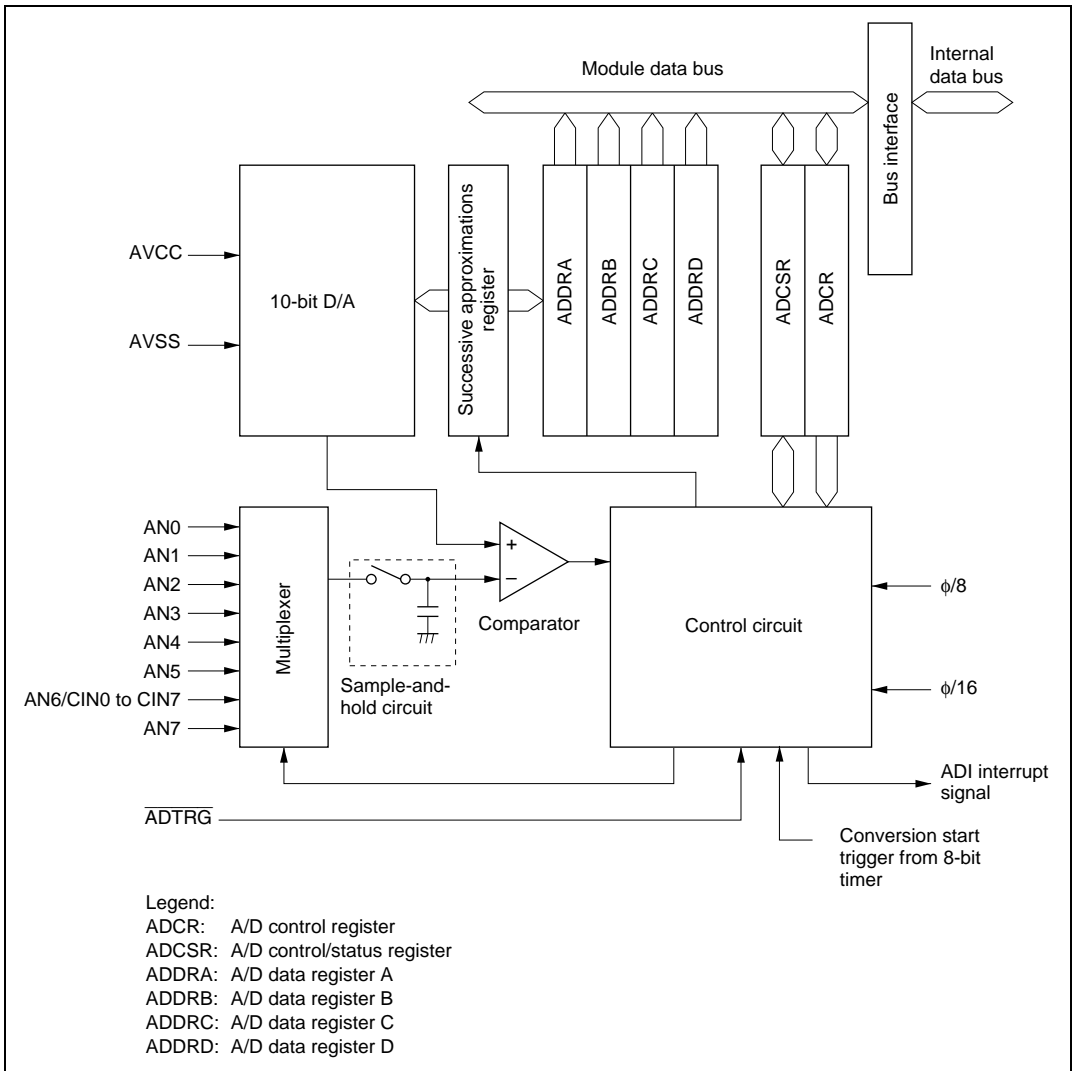 Module data bus
Internal
data bus
Bus interface
AVCC
AVSS
10-bit D/A
Successive approximations
register
ADDRA
ADDRB
ADDRC
ADDRD
ADCSR
ADCR
AN0
AN1
AN2
AN3
AN4
AN5
AN6/CIN0 to CIN7
AN7
Multiplexer
Sample-and-
hold circuit
+
−
Comparator
Control circuit
ϕ/8
ϕ/16
ADTRG
ADI interrupt
signal
Conversion start
trigger from 8-bit
timer
Legend:
ADCR: A/D control register
ADCSR: A/D control/status register
ADDRA: A/D data register A
ADDRB: A/D data register B
ADDRC: A/D data register C
ADDRD: A/D data register D